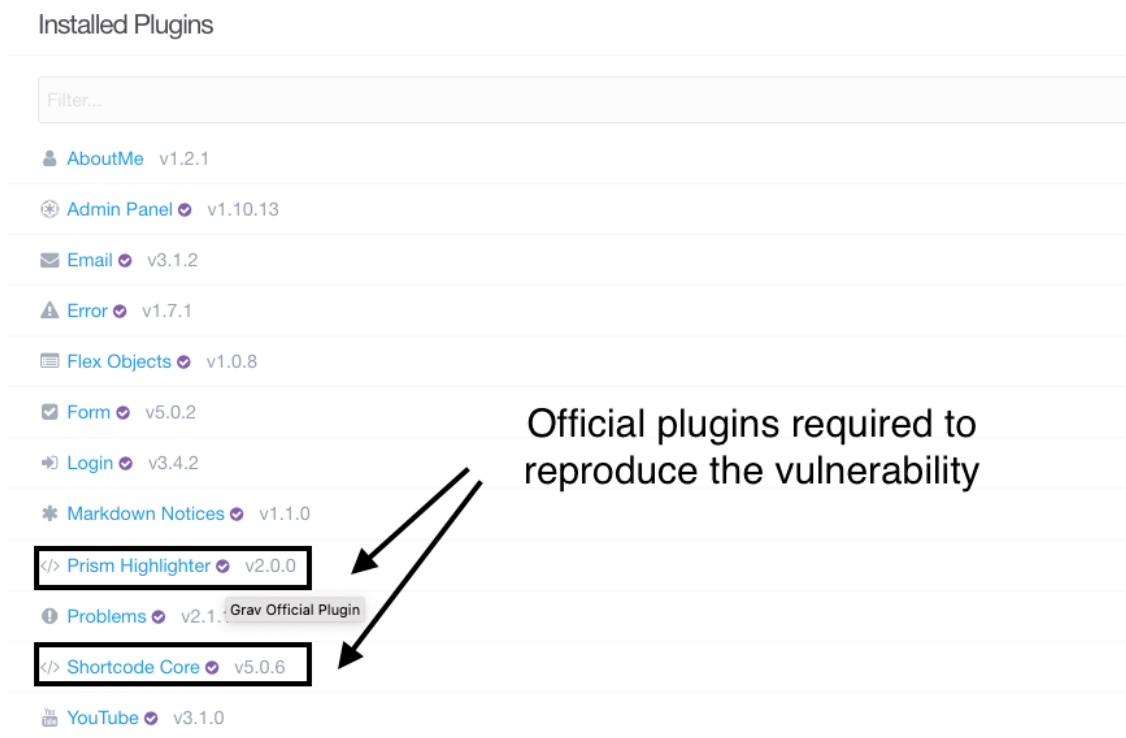 Installed Plugins
Filter...
AboutMe v1.2.1
Admin Panel v1.10.13
Email v3.1.2
Error v1.7.1
Flex Objects v1.0.8
Form v5.0.2
Official plugins required to
reproduce the vulnerability
Login v3.4.2
Markdown Notices v1.1.0
</> Prism Highlighter v2.0.0
Problems v2.1.
Grav Official Plugin
</> Shortcode Core v5.0.6
You Tube YouTube v3.1.0